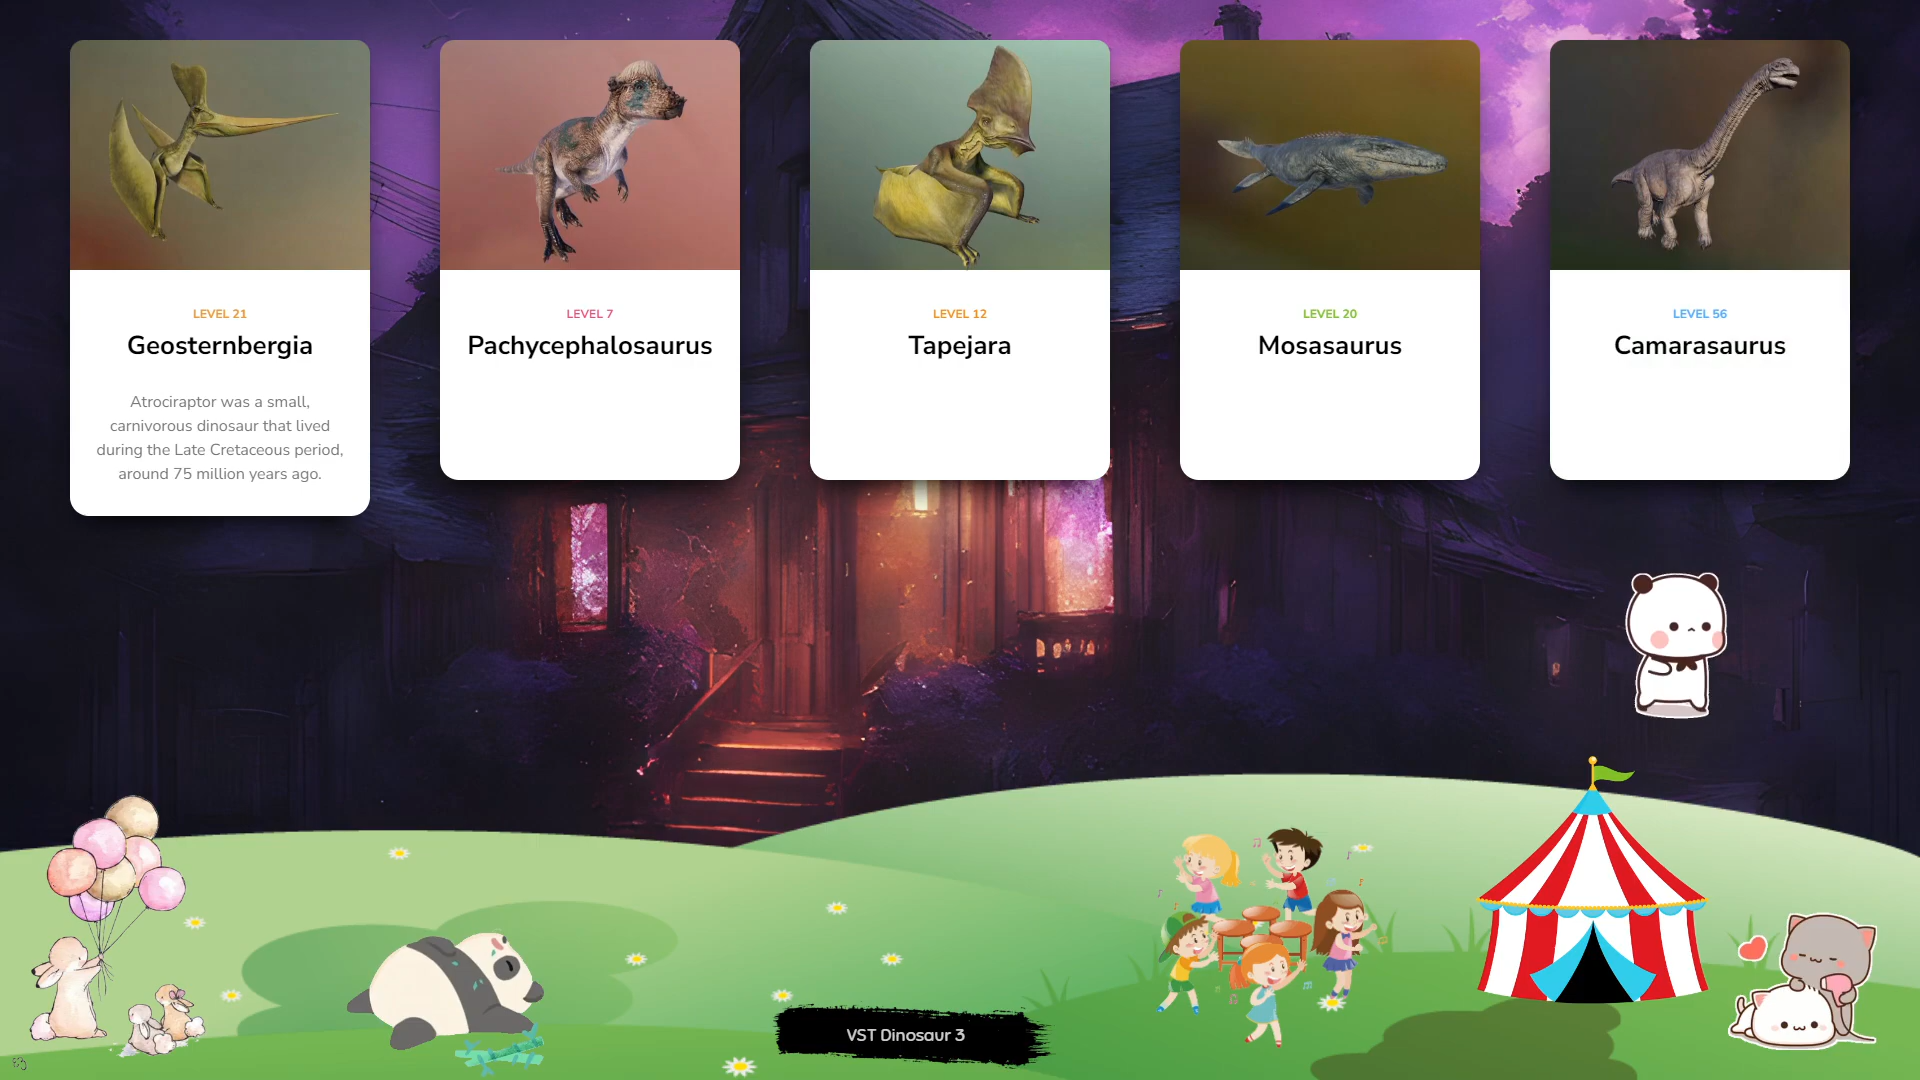 LEVEL 21
Geosternbergia
Atrociraptor was a small,
carnivorous dinosaur that lived
during the Late Cretaceous period,
around 75 million years ago.
LEVEL 7
Pachycephalosaurus
LEVEL 12
Tapejara
LEVEL 20
Mosasaurus
LEVEL 56
Camarasaurus
VST Dinosaur 3